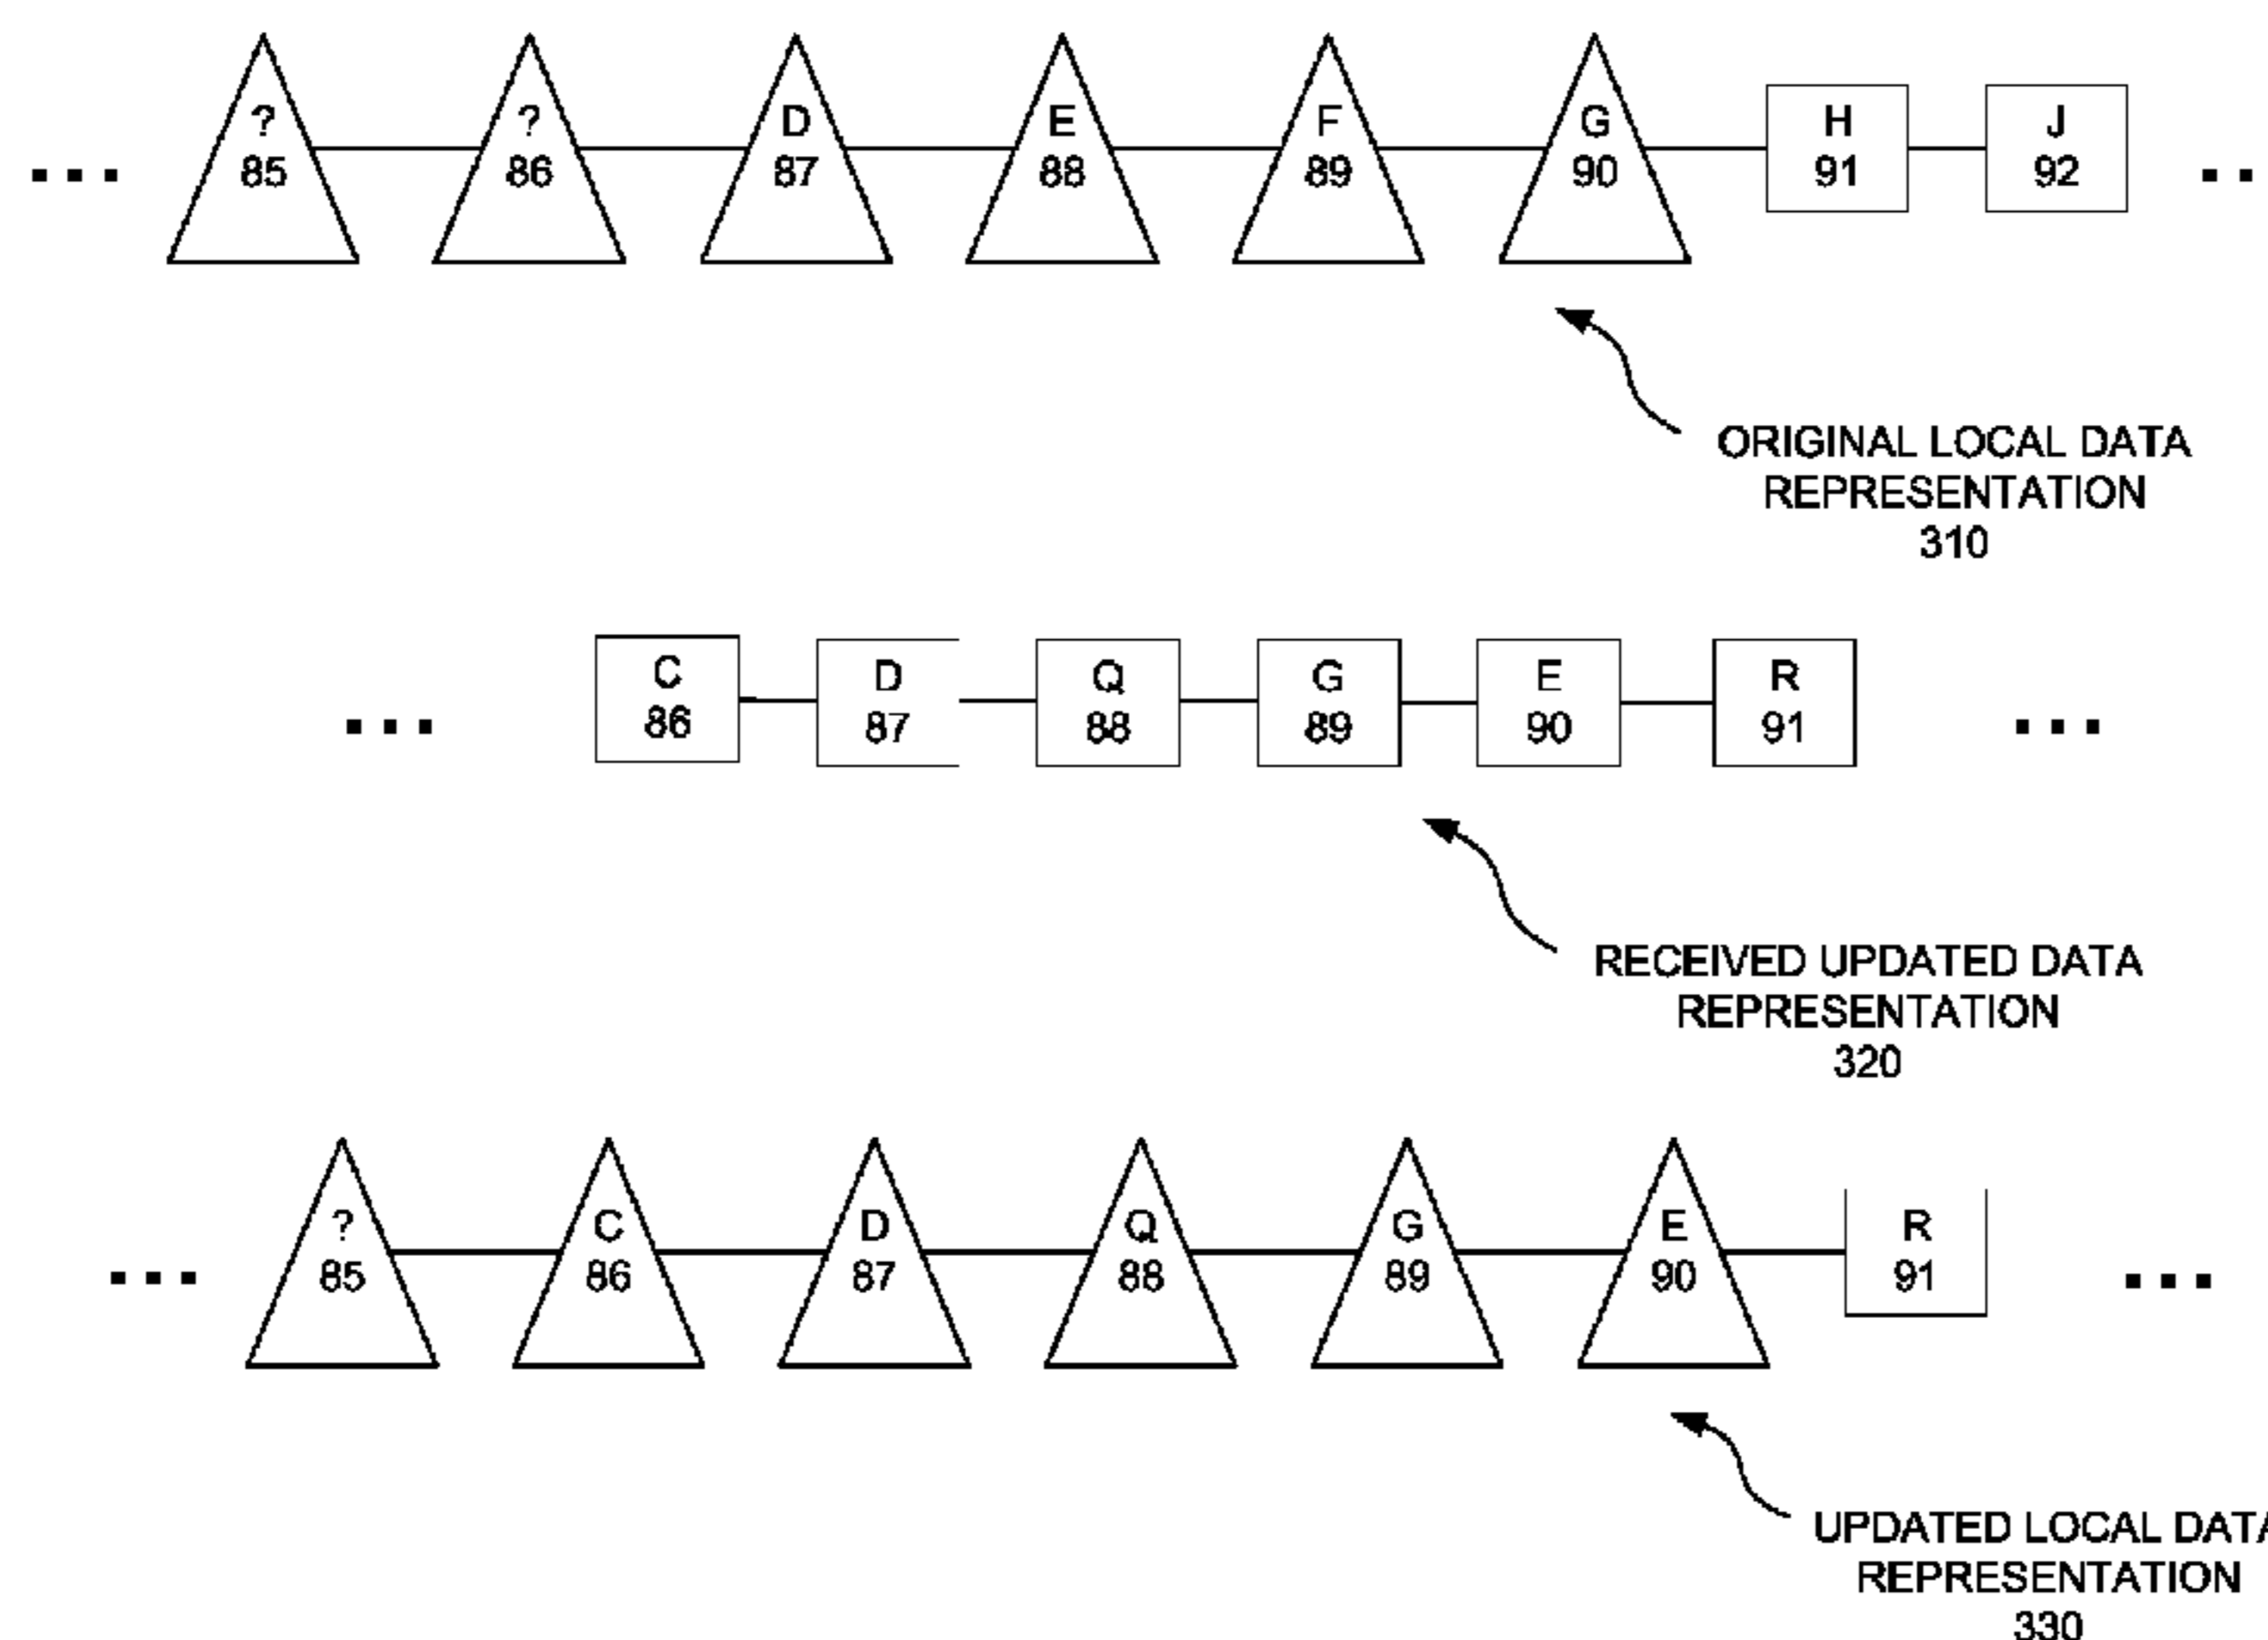 ? ? D E F G H J
... 85 86 87 88 89 90 91 92 ..
ORIGINAL LOCAL DATA
REPRESENTATION
310
C D Q G E R
... 86 87 88 89 90 91 ...
RECEIVED UPDATED DATA
REPRESENTATION
320
? C D Q G E R
... 85 86 87 88 89 90 91 ...
UPDATED LOCAL DATA
REPRESENTATION
330